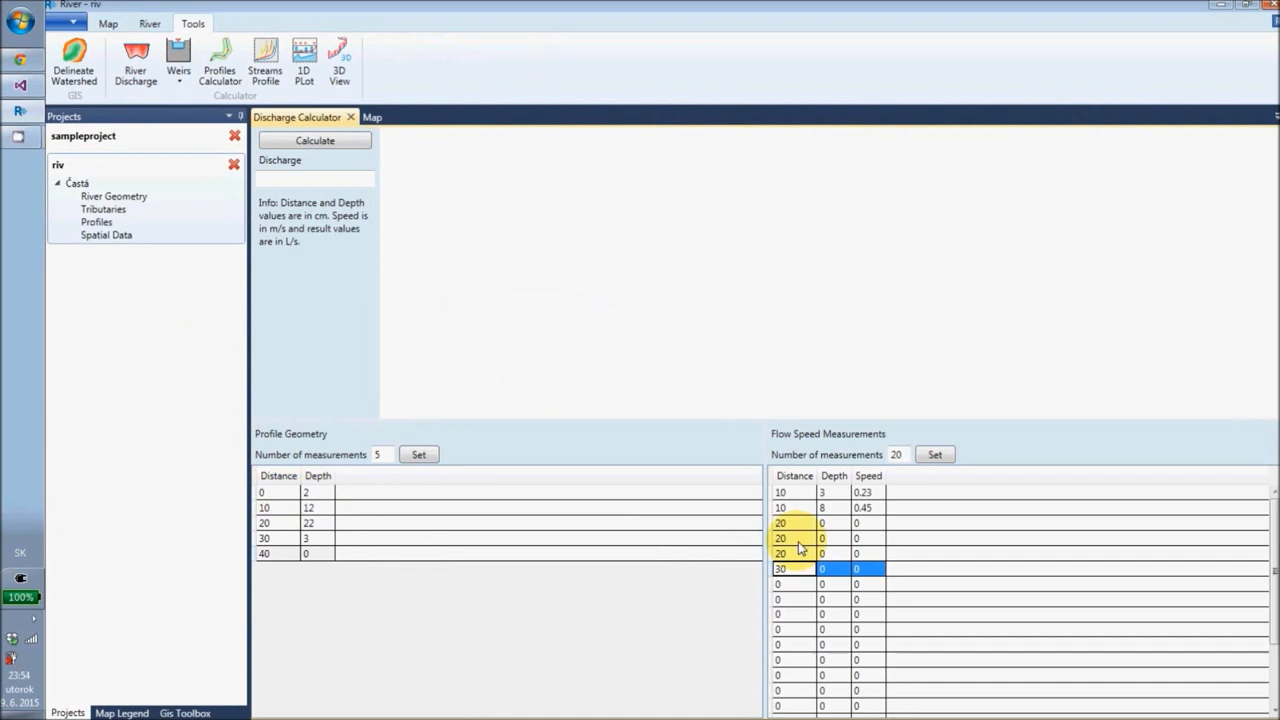 River - riv
Map River Tools
Delineate Watershed
River Discharge
Weirs
Profiles Calculator
Streams Profile
1D PLot
3D View
GIS
Calculator
Projects
sampleproject
riv
Častá
River Geometry
Tributaries
Profiles
Spatial Data
Discharge Calculator Map
Calculate
Discharge
Info: Distance and Depth
values are in cm. Speed is
in m/s and result values
are in L/s.
Profile Geometry
Number of measurements 5 Set
Distance Depth
0 2
10 12
20 22
30 3
40 0
Flow Speed Measurements
Number of measurements 20 Set
Distance Depth Speed
10 3 0.23
10 8 0.45
20 0 0
20 0 0
20 0 0
30 0 0
0 0 0
0 0 0
0 0 0
0 0 0
0 0 0
0 0 0
0 0 0
0 0 0
0 0 0
SK
100%
23:54
utorok
9. 6. 2015
Projects Map Legend Gis Toolbox